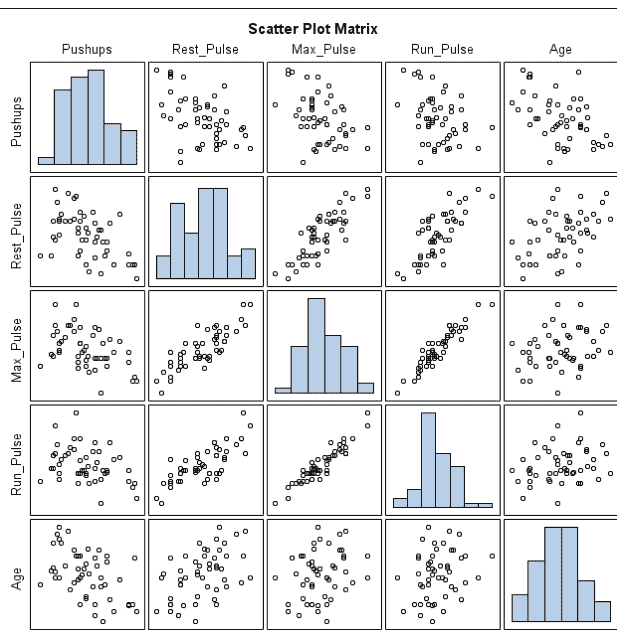 Scatter Plot Matrix
Pushups Rest_Pulse Max_Pulse Run_Pulse Age
Pushups
Rest_Pulse
Max_Pulse
Run_Pulse
Age